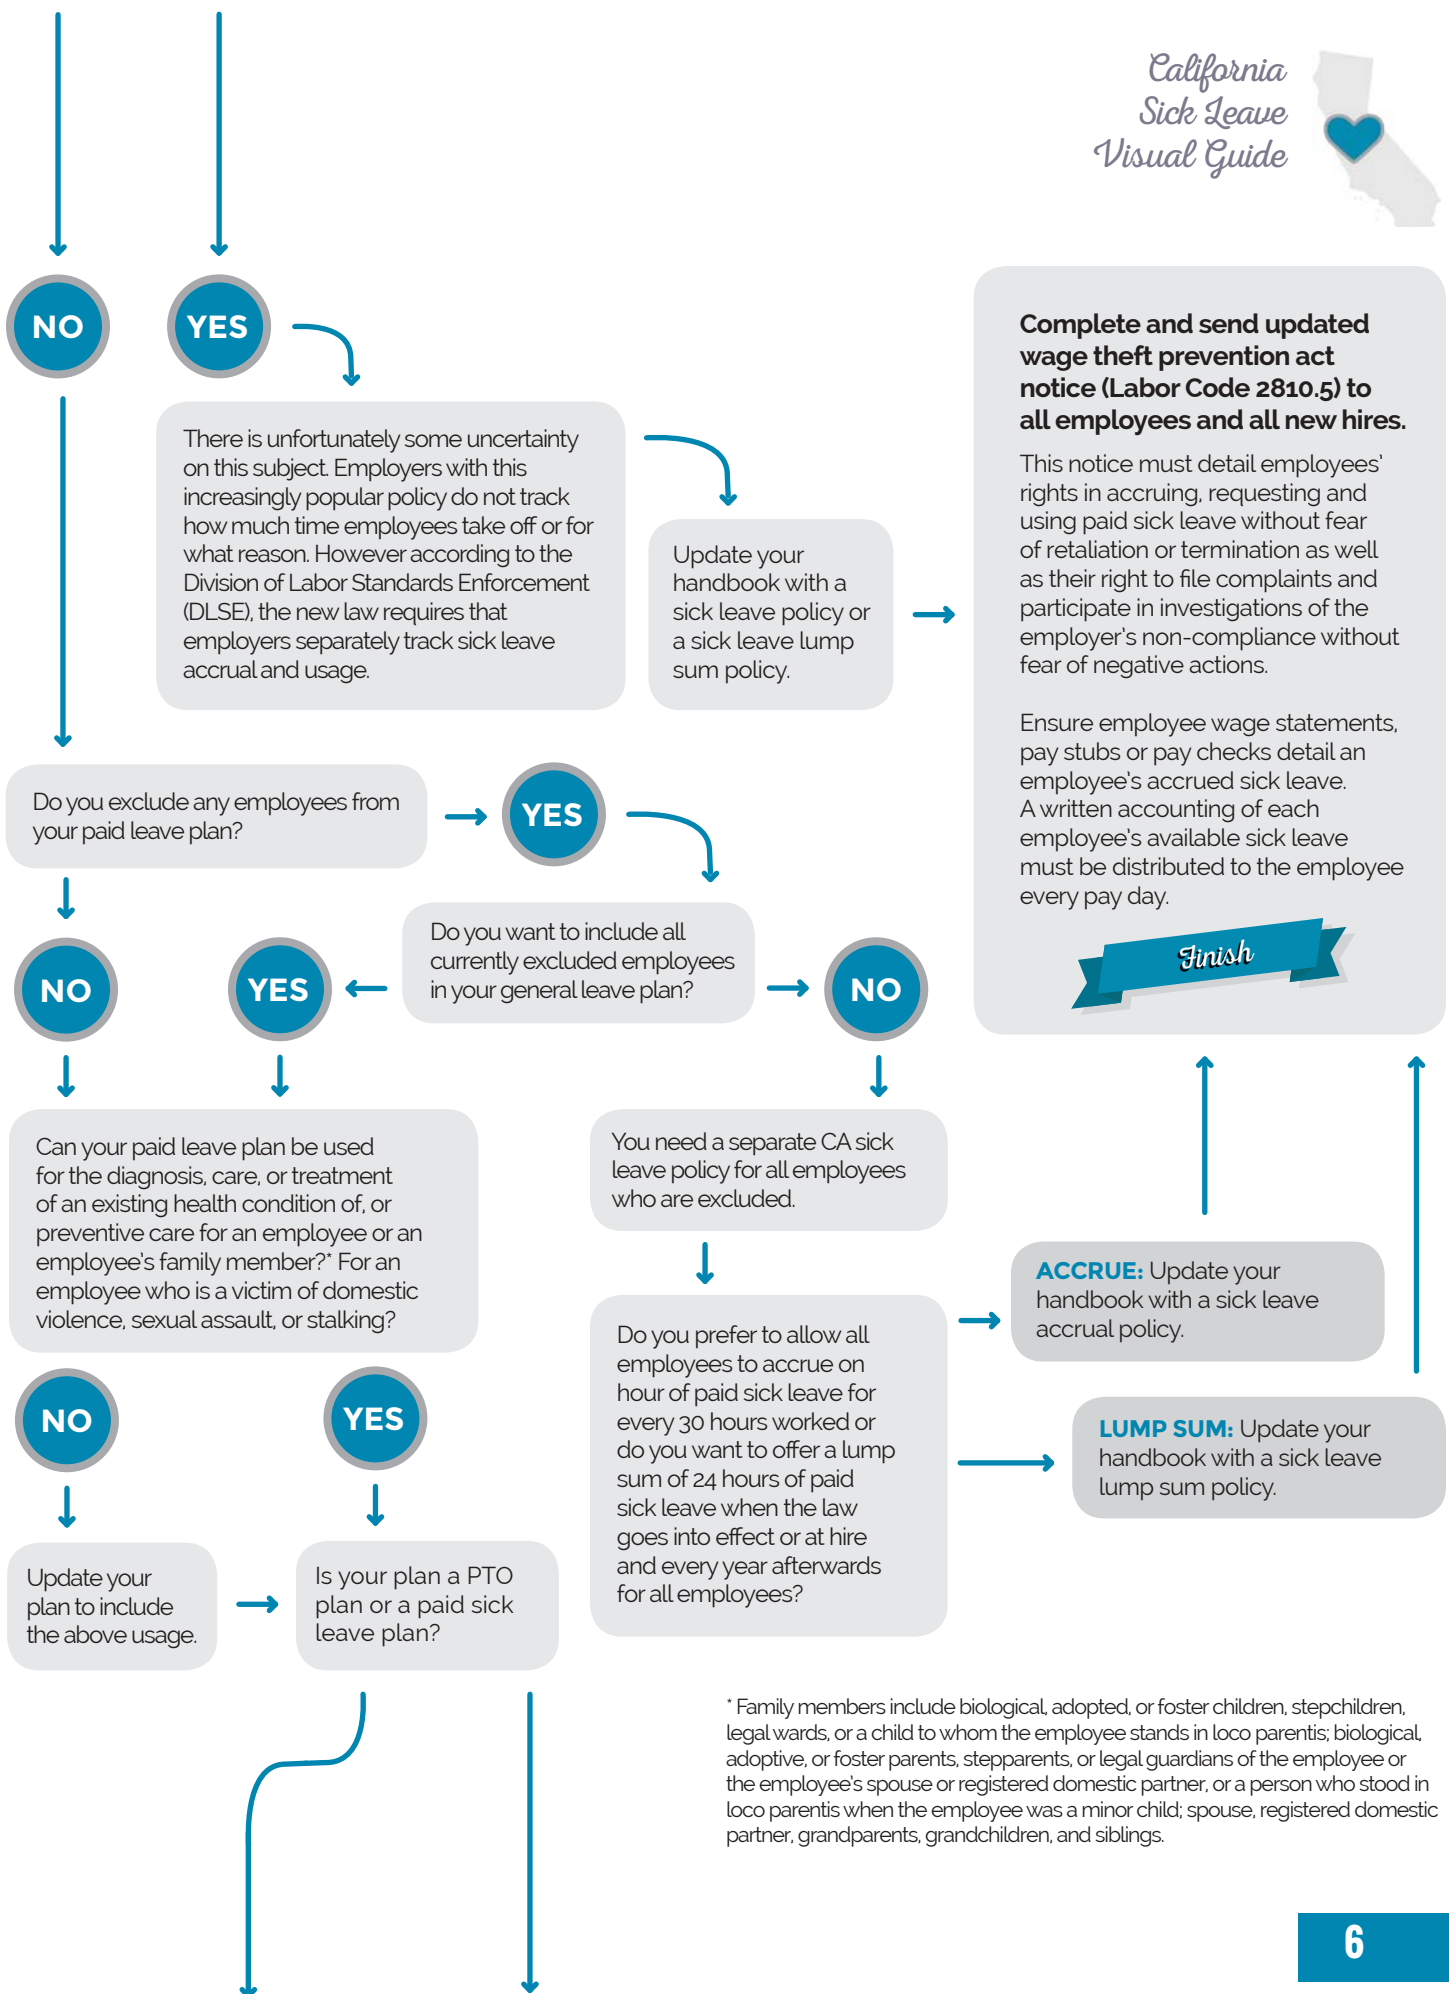 California
Sick Leave
Visual Guide
NO
YES
There is unfortunately some uncertainty
on this subject. Employers with this
increasingly popular policy do not track
how much time employees take off or for
what reason. However according to the
Division of Labor Standards Enforcement
(DLSE), the new law requires that
employers separately track sick leave
accrual and usage.
Update your
handbook with a
sick leave policy or
a sick leave lump
sum policy.
Complete and send updated
wage theft prevention act
notice (Labor Code 2810.5) to
all employees and all new hires.
This notice must detail employees'
rights in accruing, requesting and
using paid sick leave without fear
of retaliation or termination as well
as their right to file complaints and
participate in investigations of the
employer's non-compliance without
fear of negative actions.
Ensure employee wage statements,
pay stubs or pay checks detail an
employee's accrued sick leave.
A written accounting of each
employee's available sick leave
must be distributed to the employee
every pay day.
Finish
Do you exclude any employees from
your paid leave plan?
YES
Do you want to include all
currently excluded employees
in your general leave plan?
NO
YES
NO
Can your paid leave plan be used
for the diagnosis, care, or treatment
of an existing health condition of, or
preventive care for an employee or an
employee's family member?* For an
employee who is a victim of domestic
violence, sexual assault, or stalking?
You need a separate CA sick
leave policy for all employees
who are excluded.
Do you prefer to allow all
employees to accrue on
hour of paid sick leave for
every 30 hours worked or
do you want to offer a lump
sum of 24 hours of paid
sick leave when the law
goes into effect or at hire
and every year afterwards
for all employees?
ACCRUE: Update your
handbook with a sick leave
accrual policy.
LUMP SUM: Update your
handbook with a sick leave
lump sum policy.
NO
YES
Update your
plan to include
the above usage.
Is your plan a PTO
plan or a paid sick
leave plan?
* Family members include biological, adopted, or foster children, stepchildren,
legal wards, or a child to whom the employee stands in loco parentis; biological,
adoptive, or foster parents, stepparents, or legal guardians of the employee or
the employee's spouse or registered domestic partner, or a person who stood in
loco parentis when the employee was a minor child; spouse, registered domestic
partner, grandparents, grandchildren, and siblings.
6